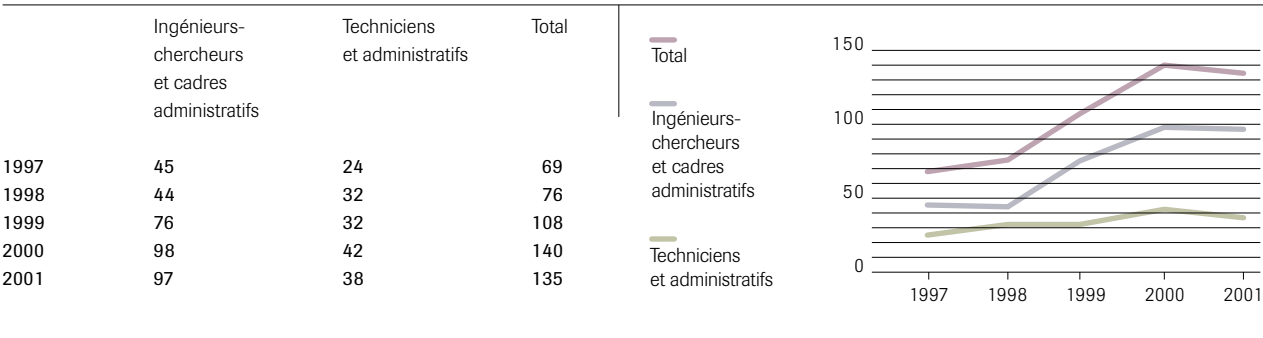 Ingénieurs-
chercheurs
et cadres
administratifs
Techniciens
et administratifs
Total
1997 45 24 69
1998 44 32 76
1999 76 32 108
2000 98 42 140
2001 97 38 135
Total
Ingénieurs-
chercheurs
et cadres
administratifs
Techniciens
et administratifs
150
100
50
0
1997 1998 1999 2000 2001